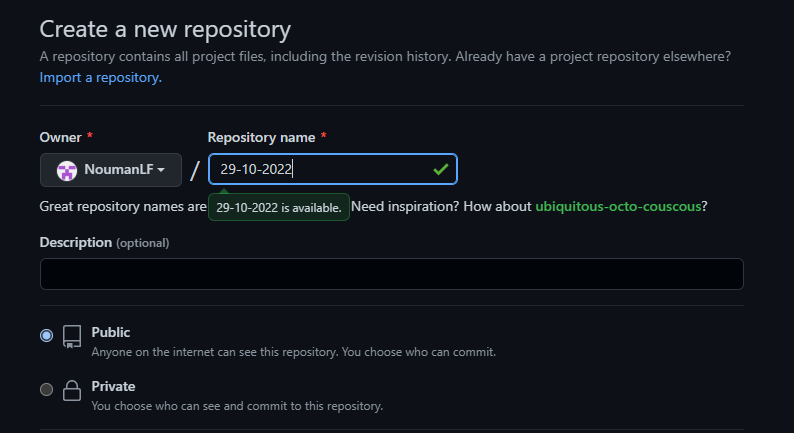 Create a new repository
A repository contains all project files, including the revision history. Already have a project repository elsewhere?
Import a repository.
Owner *
Repository name *
NoumanLF
/
29-10-2022
Great repository names are
29-10-2022 is available.
Need inspiration? How about ubiquitous-octo-couscous?
Description (optional)
Public
Anyone on the internet can see this repository. You choose who can commit.
Private
You choose who can see and commit to this repository.